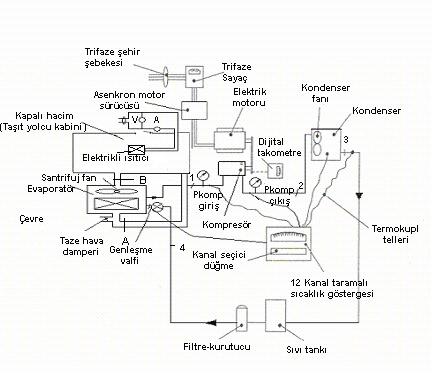 Trifaze şehir
şebekesi
Trifaze
Sayaç
Asenkron motor
sürücüsü
Elektrik
motoru
Kondenser
fanı
Kondenser
Kapalı hacim
(Taşıt yolcu kabini)
V
A
Elektrikli ısıtıcı
Dijital
takometre
3
Santrifuj fan
B
1
2
Evaporatör
Pkomp
giriş
Pkomp
çıkış
Kompresör
Çevre
Taze hava
damperi
A
Genleşme
valfi
4
Kanal seçici
düğme
Termokupl
telleri
12 Kanal taramalı
sıcaklık göstergesi
Filtre-kurutucu
Sıvı tankı